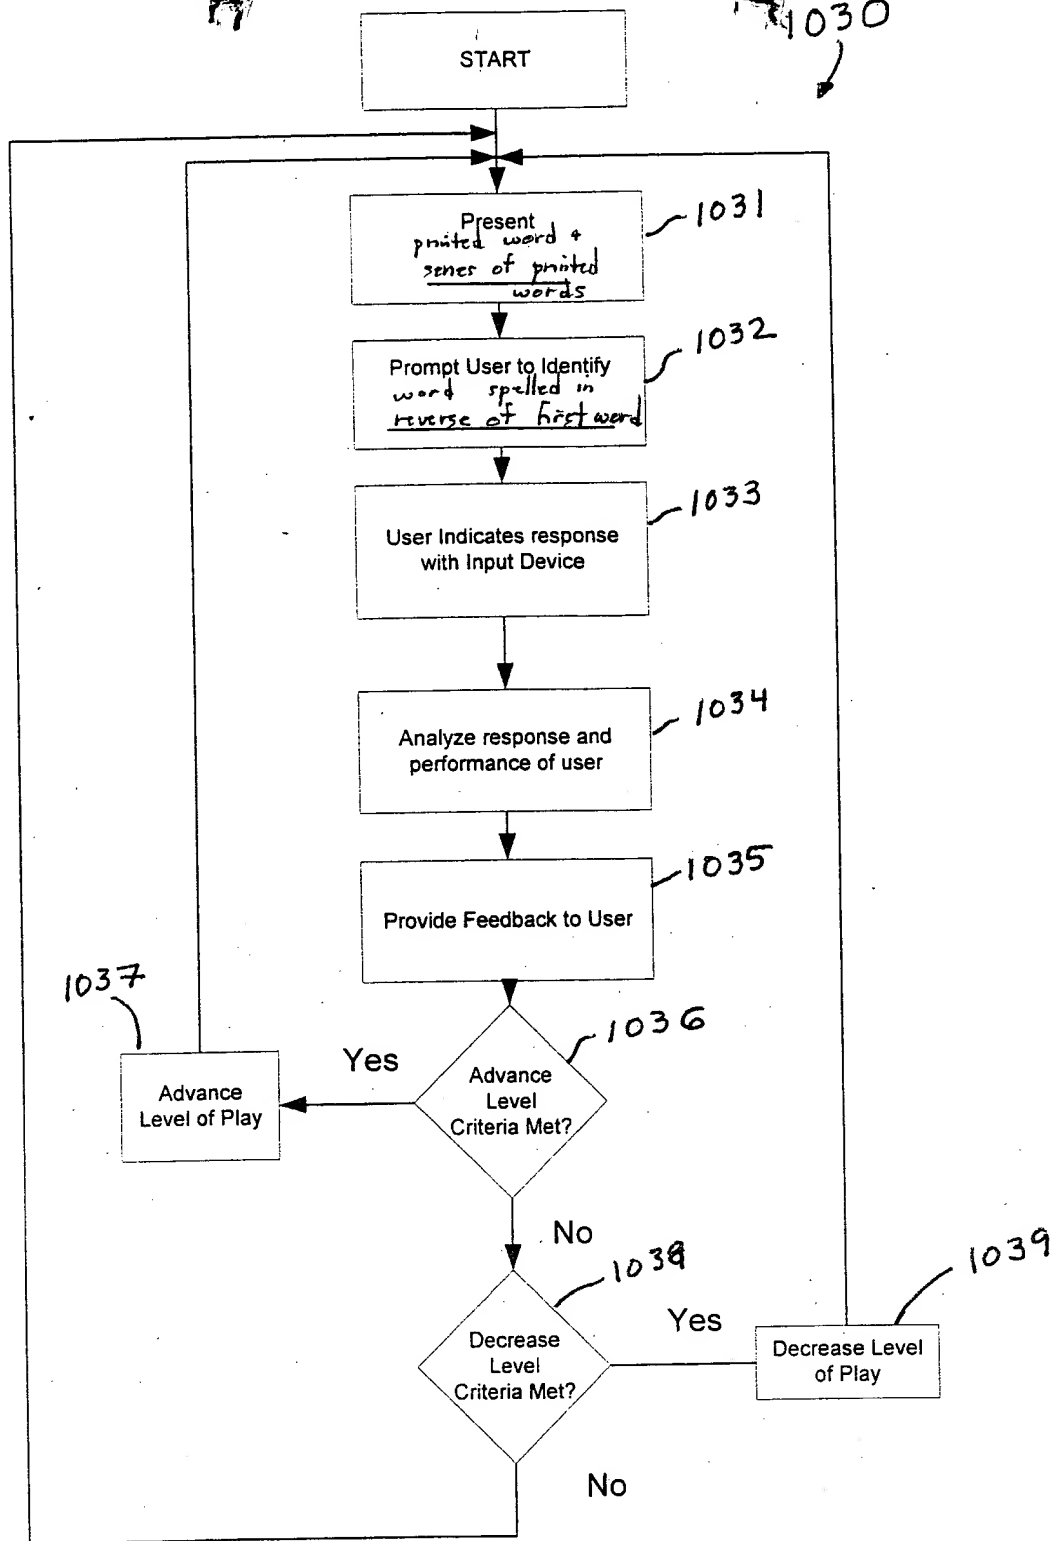 1030
START
1031
Present
printed word +
series of printed
words
1032
Prompt User to Identify
word spelled in
reverse of first word
1033
User Indicates response
with Input Device
1034
Analyze response and
performance of user
1035
Provide Feedback to User
1037
1036
Yes
Advance
Level of Play
Advance
Level
Criteria Met?
No
1038
1039
Yes
Decrease
Level
Criteria Met?
Decrease Level
of Play
No